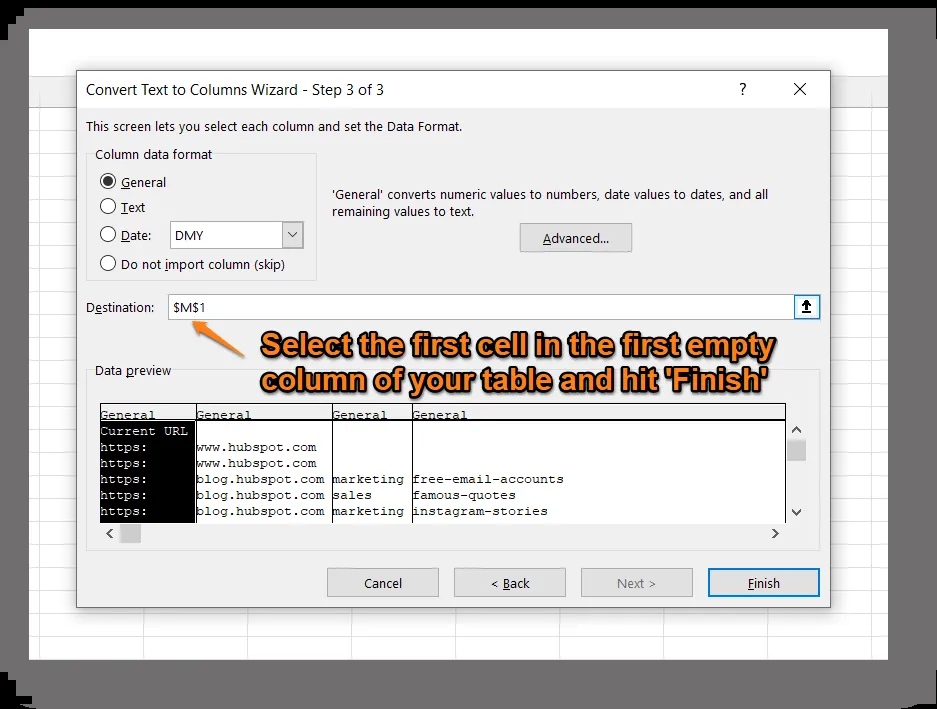 Convert Text to Columns Wizard - Step 3 of 3
?
This screen lets you select each column and set the Data Format.
Column data format
General
Text
Date: DMY
Do not import column (skip)
'General' converts numeric values to numbers, date values to dates, and all
remaining values to text.
Advanced...
Destination: $M$1
Select the first cell in the first empty
column of your table and hit 'Finish'
Data preview
General General General General
Current URL
https: www.hubspot.com
https: www.hubspot.com
https: blog.hubspot.com marketing free-email-accounts
https: blog.hubspot.com sales famous-quotes
https: blog.hubspot.com marketing instagram-stories
Cancel < Back Next > Finish